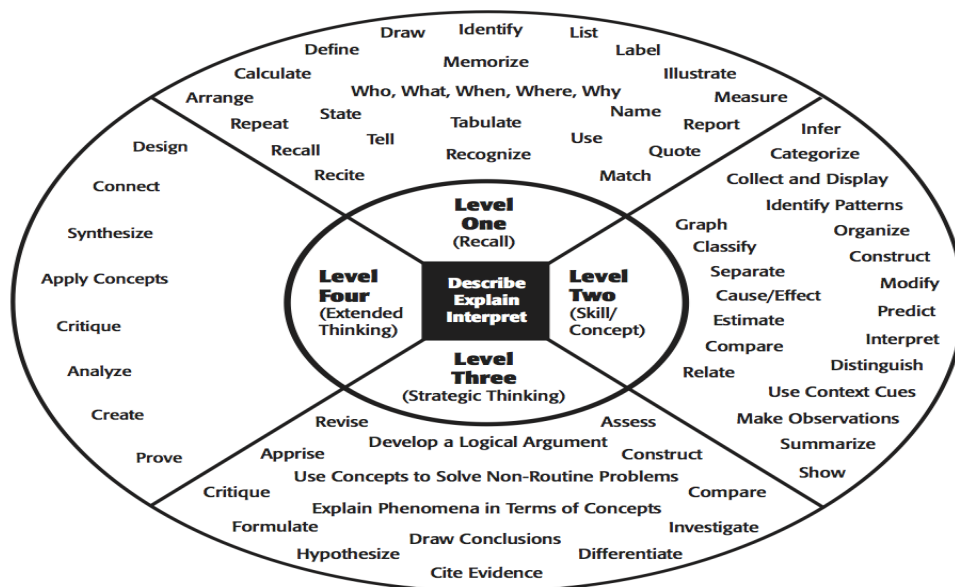 Draw
Identify
List
Define
Label
Memorize
Calculate
Illustrate
Arrange
Who, What, When, Where, Why
Measure
Repeat
State
Tabulate
Name
Report
Tell
Use
Recall
Recognize
Quote
Recite
Match
Level
One
(Recall)
Infer
Categorize
Collect and Display
Identify Patterns
Graph
Organize
Classify
Construct
Separate
Modify
Cause/Effect
Predict
Estimate
Interpret
Compare
Distinguish
Relate
Use Context Cues
Make Observations
Summarize
Show
Level
Two
(Skill/
Concept)
Describe
Explain
Interpret
Level
Three
(Strategic Thinking)
Revise
Assess
Develop a Logical Argument
Apprise
Construct
Use Concepts to Solve Non-Routine Problems
Critique
Compare
Explain Phenomena in Terms of Concepts
Formulate
Investigate
Draw Conclusions
Hypothesize
Differentiate
Cite Evidence
Level
Four
(Extended
Thinking)
Design
Connect
Synthesize
Apply Concepts
Critique
Analyze
Create
Prove